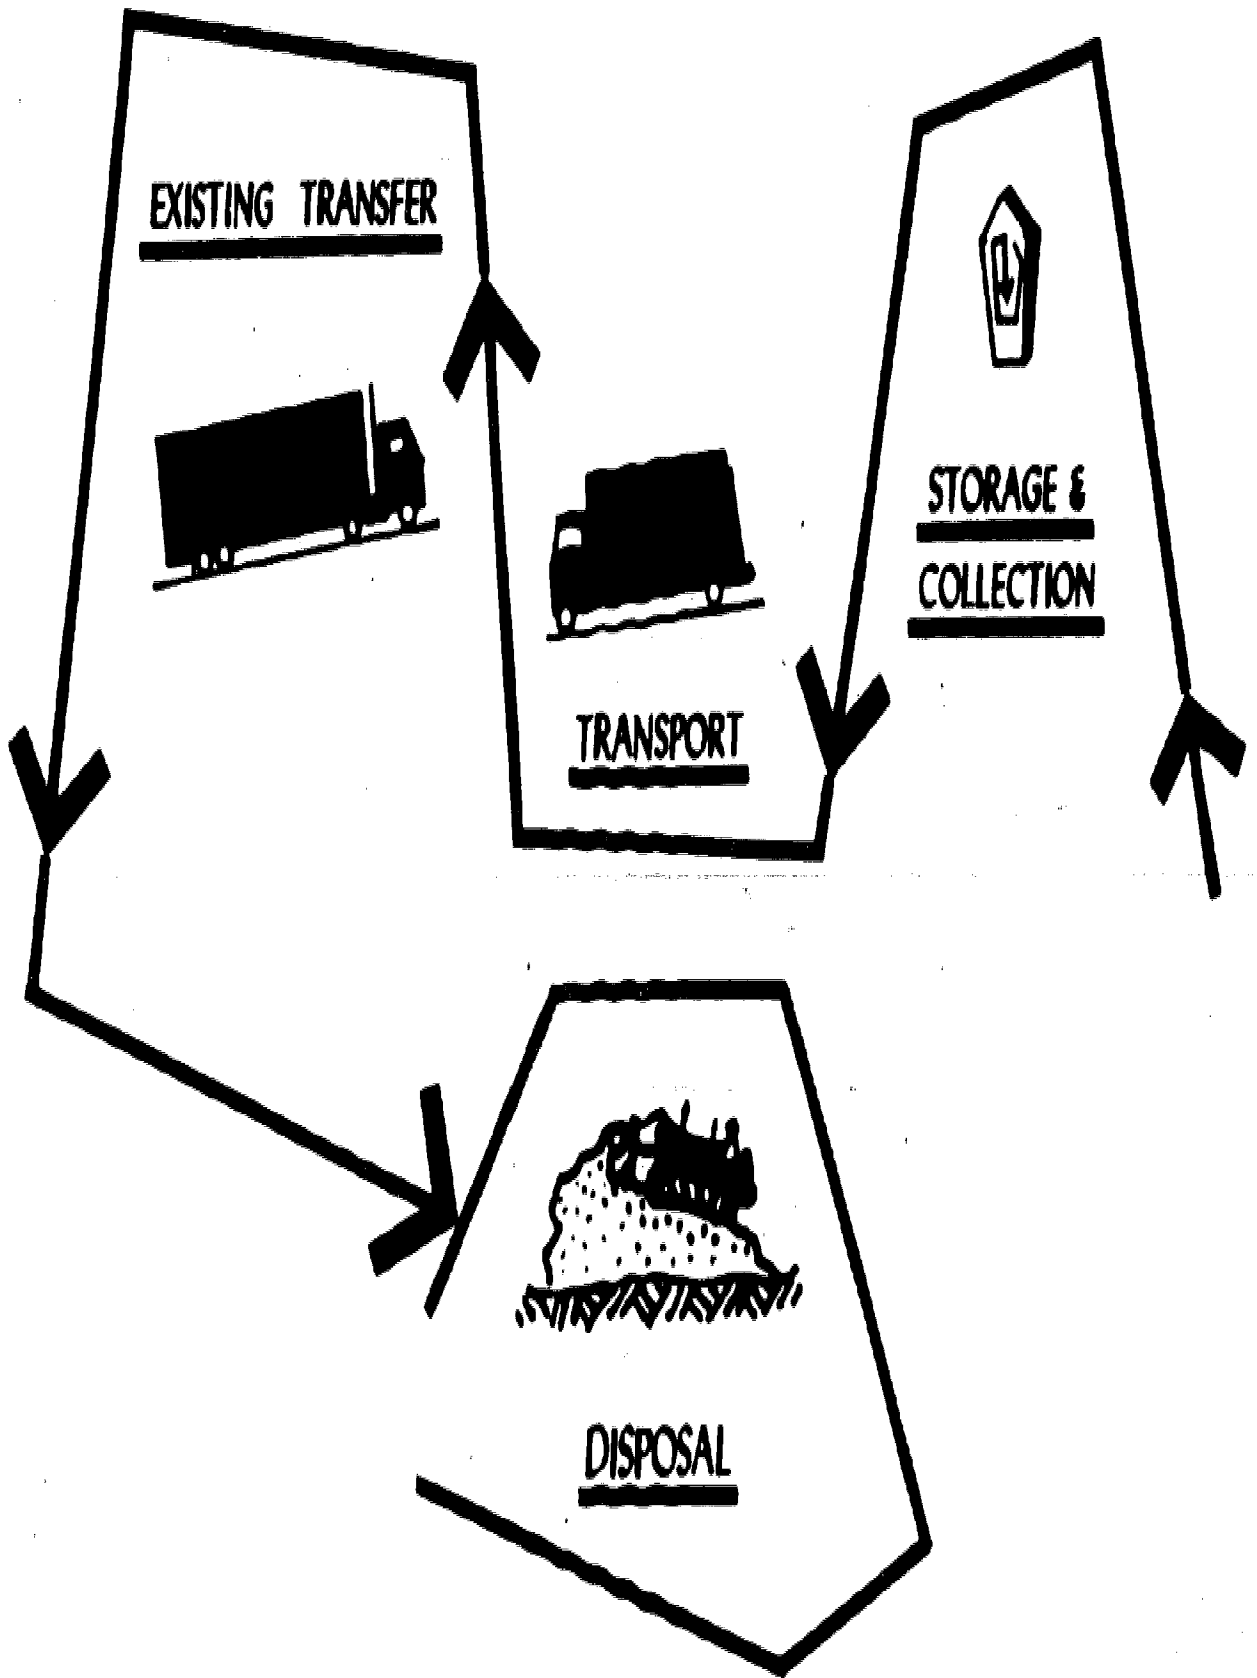 EXISTING TRANSFER
STORAGE &
COLLECTION
TRANSPORT
DISPOSAL